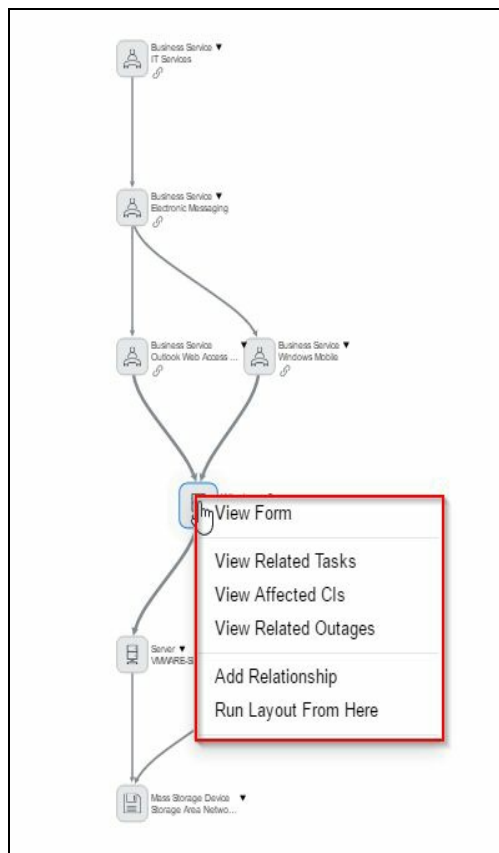 Business Service ▼
IT Services
Business Service ▼
Electronic Messaging
Business Service ▼
Outlook Web Access ...
Business Service ▼
Windows Mobile
View Form
View Related Tasks
View Affected CIs
View Related Outages
Server ▼
Add Relationship
Run Layout From Here
Mass Storage Device ▼
Storage Area Netwo...